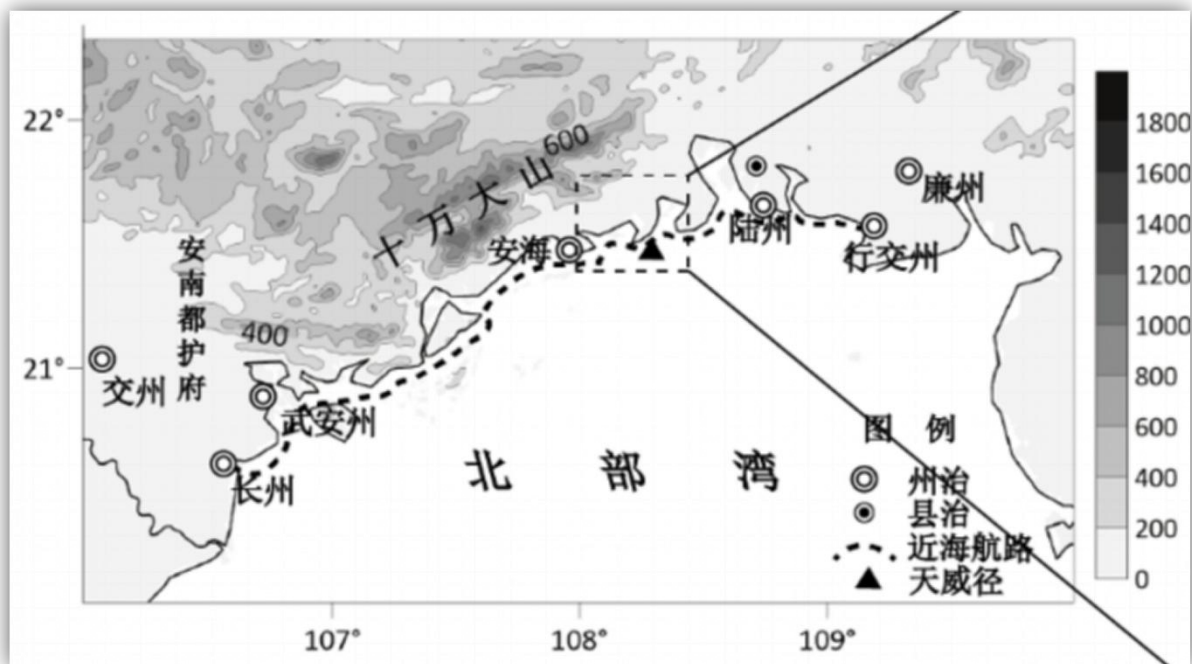 22°
21°
107°
108°
109°
600
400
十万大山
安南都护府
安海
陆州
廉州
行交州
交州
武安州
长州
北部湾
图例
州治
县治
近海航路
天威径
1800
1600
1400
1200
1000
800
600
400
200
0